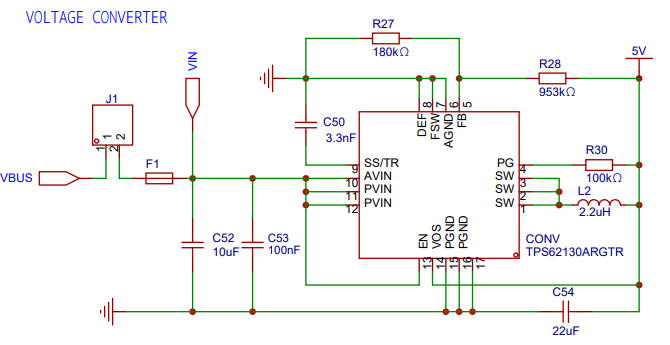 VOLTAGE CONVERTER
R27
180kΩ
VIN
5V
R28
953kΩ
J1
1
2
1
2
C50
3.3nF
8
7
6
5
DEF
FSW
AGND
FB
VBUS
F1
9
10
11
12
SS/TR
AVIN
PVIN
PVIN
PG
SW
SW
SW
4
3
2
1
R30
100kΩ
L2
2.2uH
C52
10uF
C53
100nF
EN
VOS
PGND
PGND
13
14
15
16
17
CONV
TPS62130ARGTR
C54
22uF